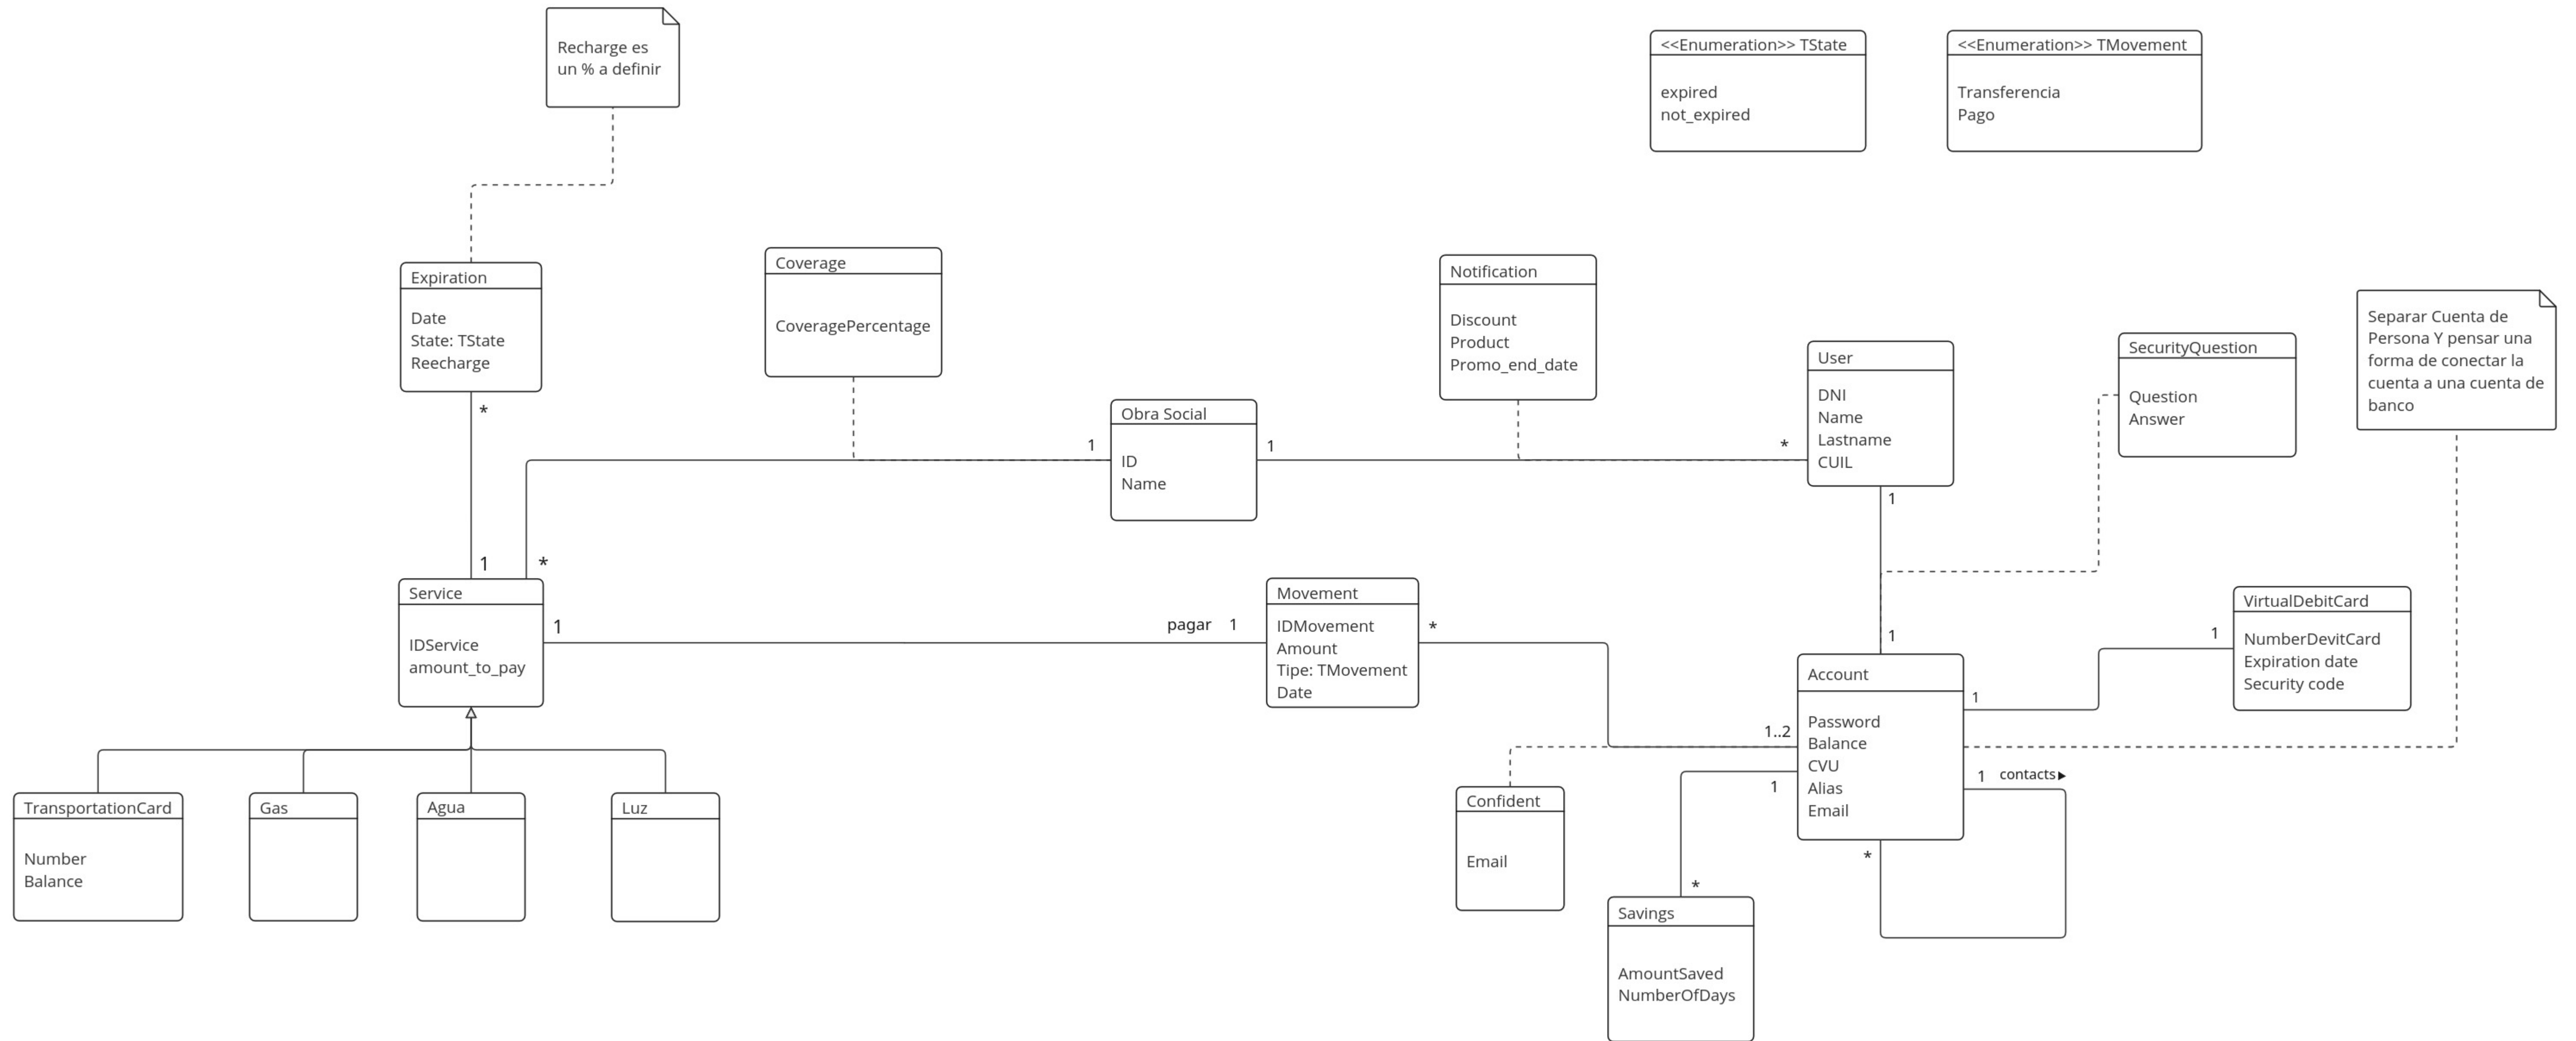 Recharge es
un % a definir
<<Enumeration>> TState
expired
not_expired
<<Enumeration>> TMovement
Transferencia
Pago
Expiration
Date
State: TState
Reecharge
*
1
Coverage
CoveragePercentage
Notification
Discount
Product
Promo_end_date
User
DNI
Name
Lastname
CUIL
SecurityQuestion
Question
Answer
Separar Cuenta de
Persona Y pensar una
forma de conectar la
cuenta a una cuenta de
banco
Obra Social
ID
Name
1
1
*
*
1
1
Service
IDService
amount_to_pay
1
pagar 1
Movement
IDMovement
Amount
Tipe: TMovement
Date
*
1..2
Account
Password
Balance
CVU
Alias
Email
1
1
VirtualDebitCard
NumberDevitCard
Expiration date
Security code
1 contacts▶
*
1
*
TransportationCard
Number
Balance
Gas
Agua
Luz
Confident
Email
Savings
AmountSaved
NumberOfDays